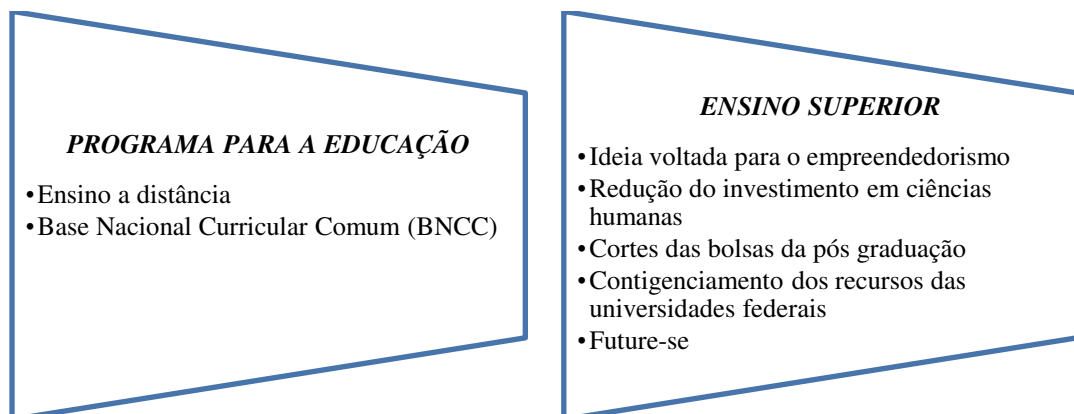 PROGRAMA PARA A EDUCAÇÃO
•Ensino a distância
•Base Nacional Curricular Comum (BNCC)
ENSINO SUPERIOR
•Ideia voltada para o empreendedorismo
•Redução do investimento em ciências
humanas
•Cortes das bolsas da pós graduação
•Contigenciamento dos recursos das
universidades federais
•Future-se